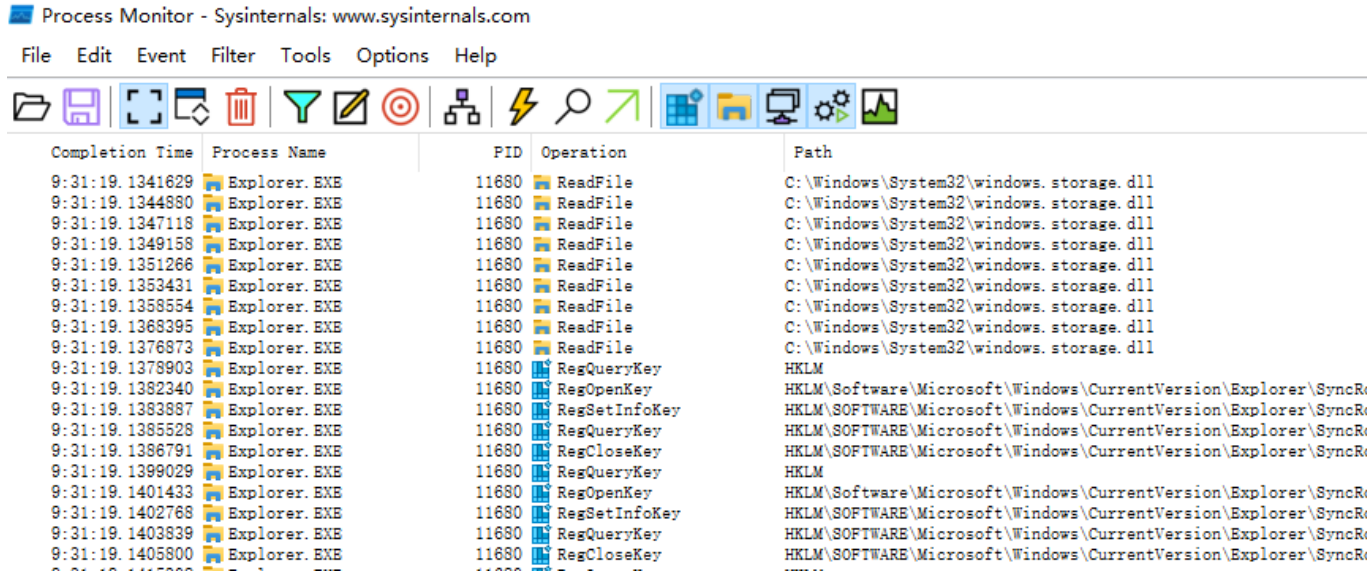 Process Monitor - Sysinternals: www.sysinternals.com
File Edit Event Filter Tools Options Help
Completion Time Process Name PID Operation Path
9:31:19.1341629 Explorer.EXE 11680 ReadFile C:\Windows\System32\windows.storage.dll
9:31:19.1344880 Explorer.EXE 11680 ReadFile C:\Windows\System32\windows.storage.dll
9:31:19.1347118 Explorer.EXE 11680 ReadFile C:\Windows\System32\windows.storage.dll
9:31:19.1349158 Explorer.EXE 11680 ReadFile C:\Windows\System32\windows.storage.dll
9:31:19.1351266 Explorer.EXE 11680 ReadFile C:\Windows\System32\windows.storage.dll
9:31:19.1353431 Explorer.EXE 11680 ReadFile C:\Windows\System32\windows.storage.dll
9:31:19.1358554 Explorer.EXE 11680 ReadFile C:\Windows\System32\windows.storage.dll
9:31:19.1368395 Explorer.EXE 11680 ReadFile C:\Windows\System32\windows.storage.dll
9:31:19.1376873 Explorer.EXE 11680 ReadFile C:\Windows\System32\windows.storage.dll
9:31:19.1378903 Explorer.EXE 11680 RegQueryKey HKLM
9:31:19.1382340 Explorer.EXE 11680 RegOpenKey HKLM\Software\Microsoft\Windows\CurrentVersion\Explorer\SyncRo
9:31:19.1383887 Explorer.EXE 11680 RegSetInfoKey HKLM\SOFTWARE\Microsoft\Windows\CurrentVersion\Explorer\SyncRo
9:31:19.1385528 Explorer.EXE 11680 RegQueryKey HKLM\SOFTWARE\Microsoft\Windows\CurrentVersion\Explorer\SyncRo
9:31:19.1386791 Explorer.EXE 11680 RegCloseKey HKLM\SOFTWARE\Microsoft\Windows\CurrentVersion\Explorer\SyncRo
9:31:19.1399029 Explorer.EXE 11680 RegQueryKey HKLM
9:31:19.1401433 Explorer.EXE 11680 RegOpenKey HKLM\Software\Microsoft\Windows\CurrentVersion\Explorer\SyncRo
9:31:19.1402768 Explorer.EXE 11680 RegSetInfoKey HKLM\SOFTWARE\Microsoft\Windows\CurrentVersion\Explorer\SyncRo
9:31:19.1403839 Explorer.EXE 11680 RegQueryKey HKLM\SOFTWARE\Microsoft\Windows\CurrentVersion\Explorer\SyncRo
9:31:19.1405800 Explorer.EXE 11680 RegCloseKey HKLM\SOFTWARE\Microsoft\Windows\CurrentVersion\Explorer\SyncRo